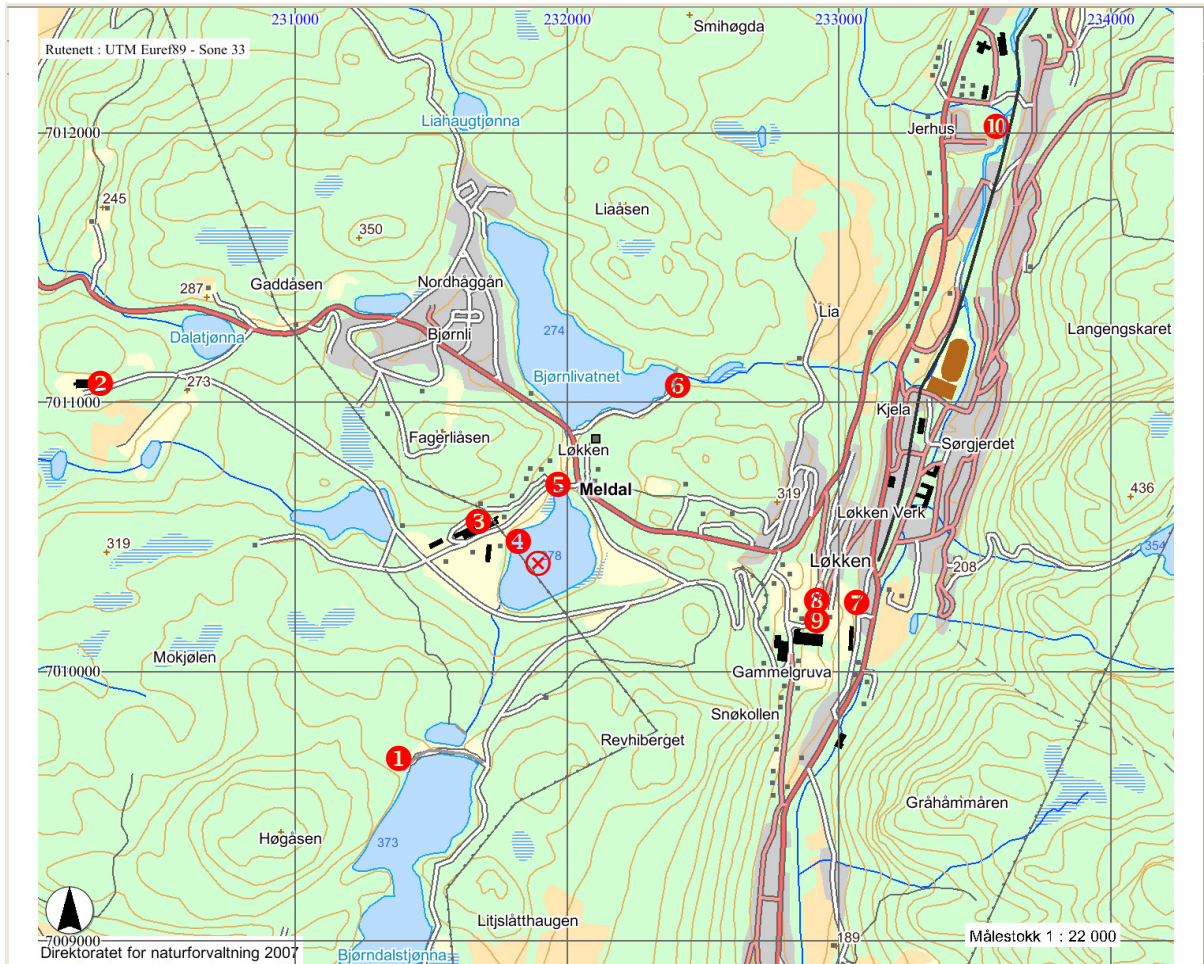 231000
232000
233000
234000
Smihøgda
Rutenett : UTM Euref89 - Sone 33
Liahaugtjønna
7012000
Jerhus
10
245
Liaåsen
350
Nordhåggån
Gaddåsen
287
Lia
Langengskaret
274
Bjørnli
Dalatjønna
Bjørnlivatnet
2
273
6
7011000
Kjela
Fagerliåsen
Løkken
Sørgjerdet
5
Meldal
319
436
3
Løkken Verk
4
319
278
Løkken
354
208
8
7
9
Mokjølen
7010000
Gammelgruva
Snøkollen
Revhiberget
1
Gråhåmmåren
Høgåsen
373
Litjslåtthaugen
7009000
189
Målestokk 1 : 22 000
Direktoratet for naturforvaltning 2007
Bjørndalstjønna